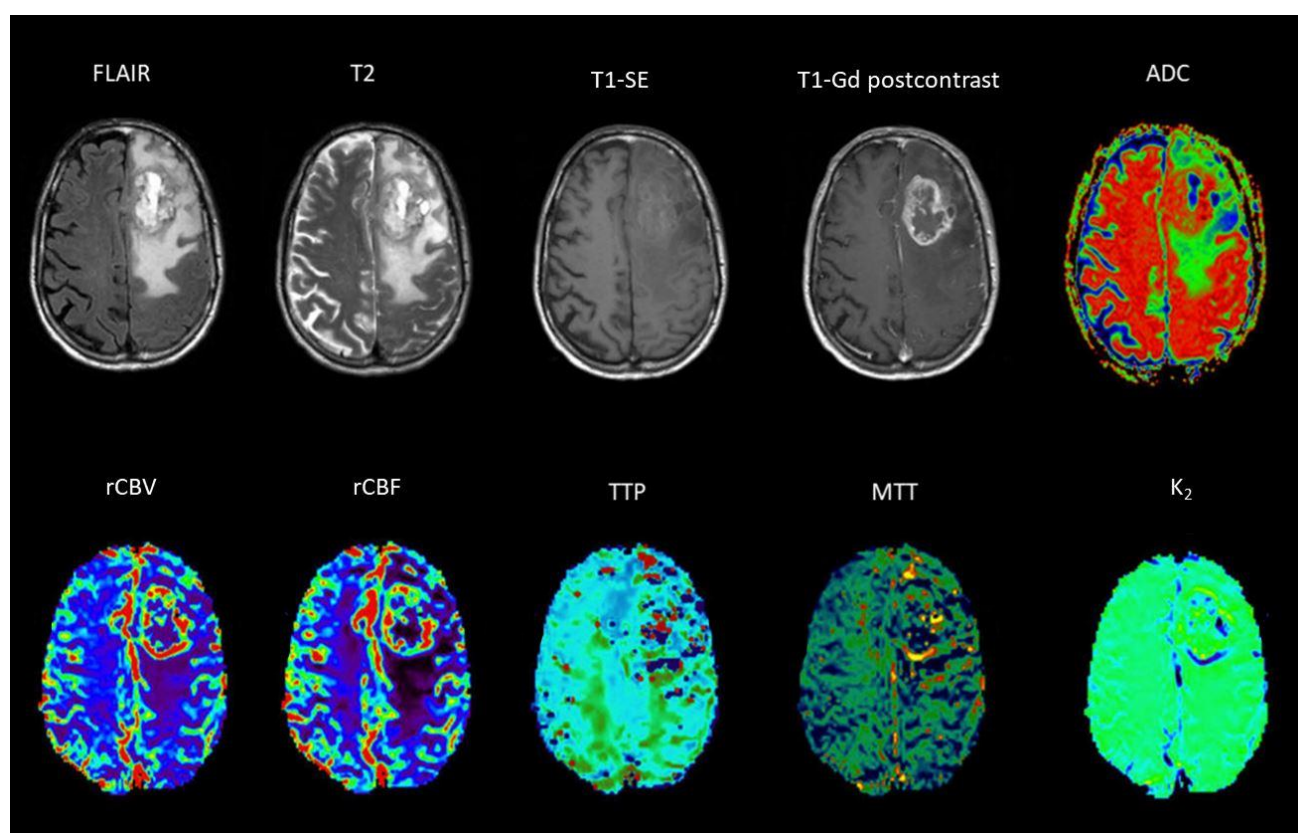 FLAIR
T2
T1-SE
T1-Gd postcontrast
ADC
rCBV
rCBF
TTP
MTT
K₂